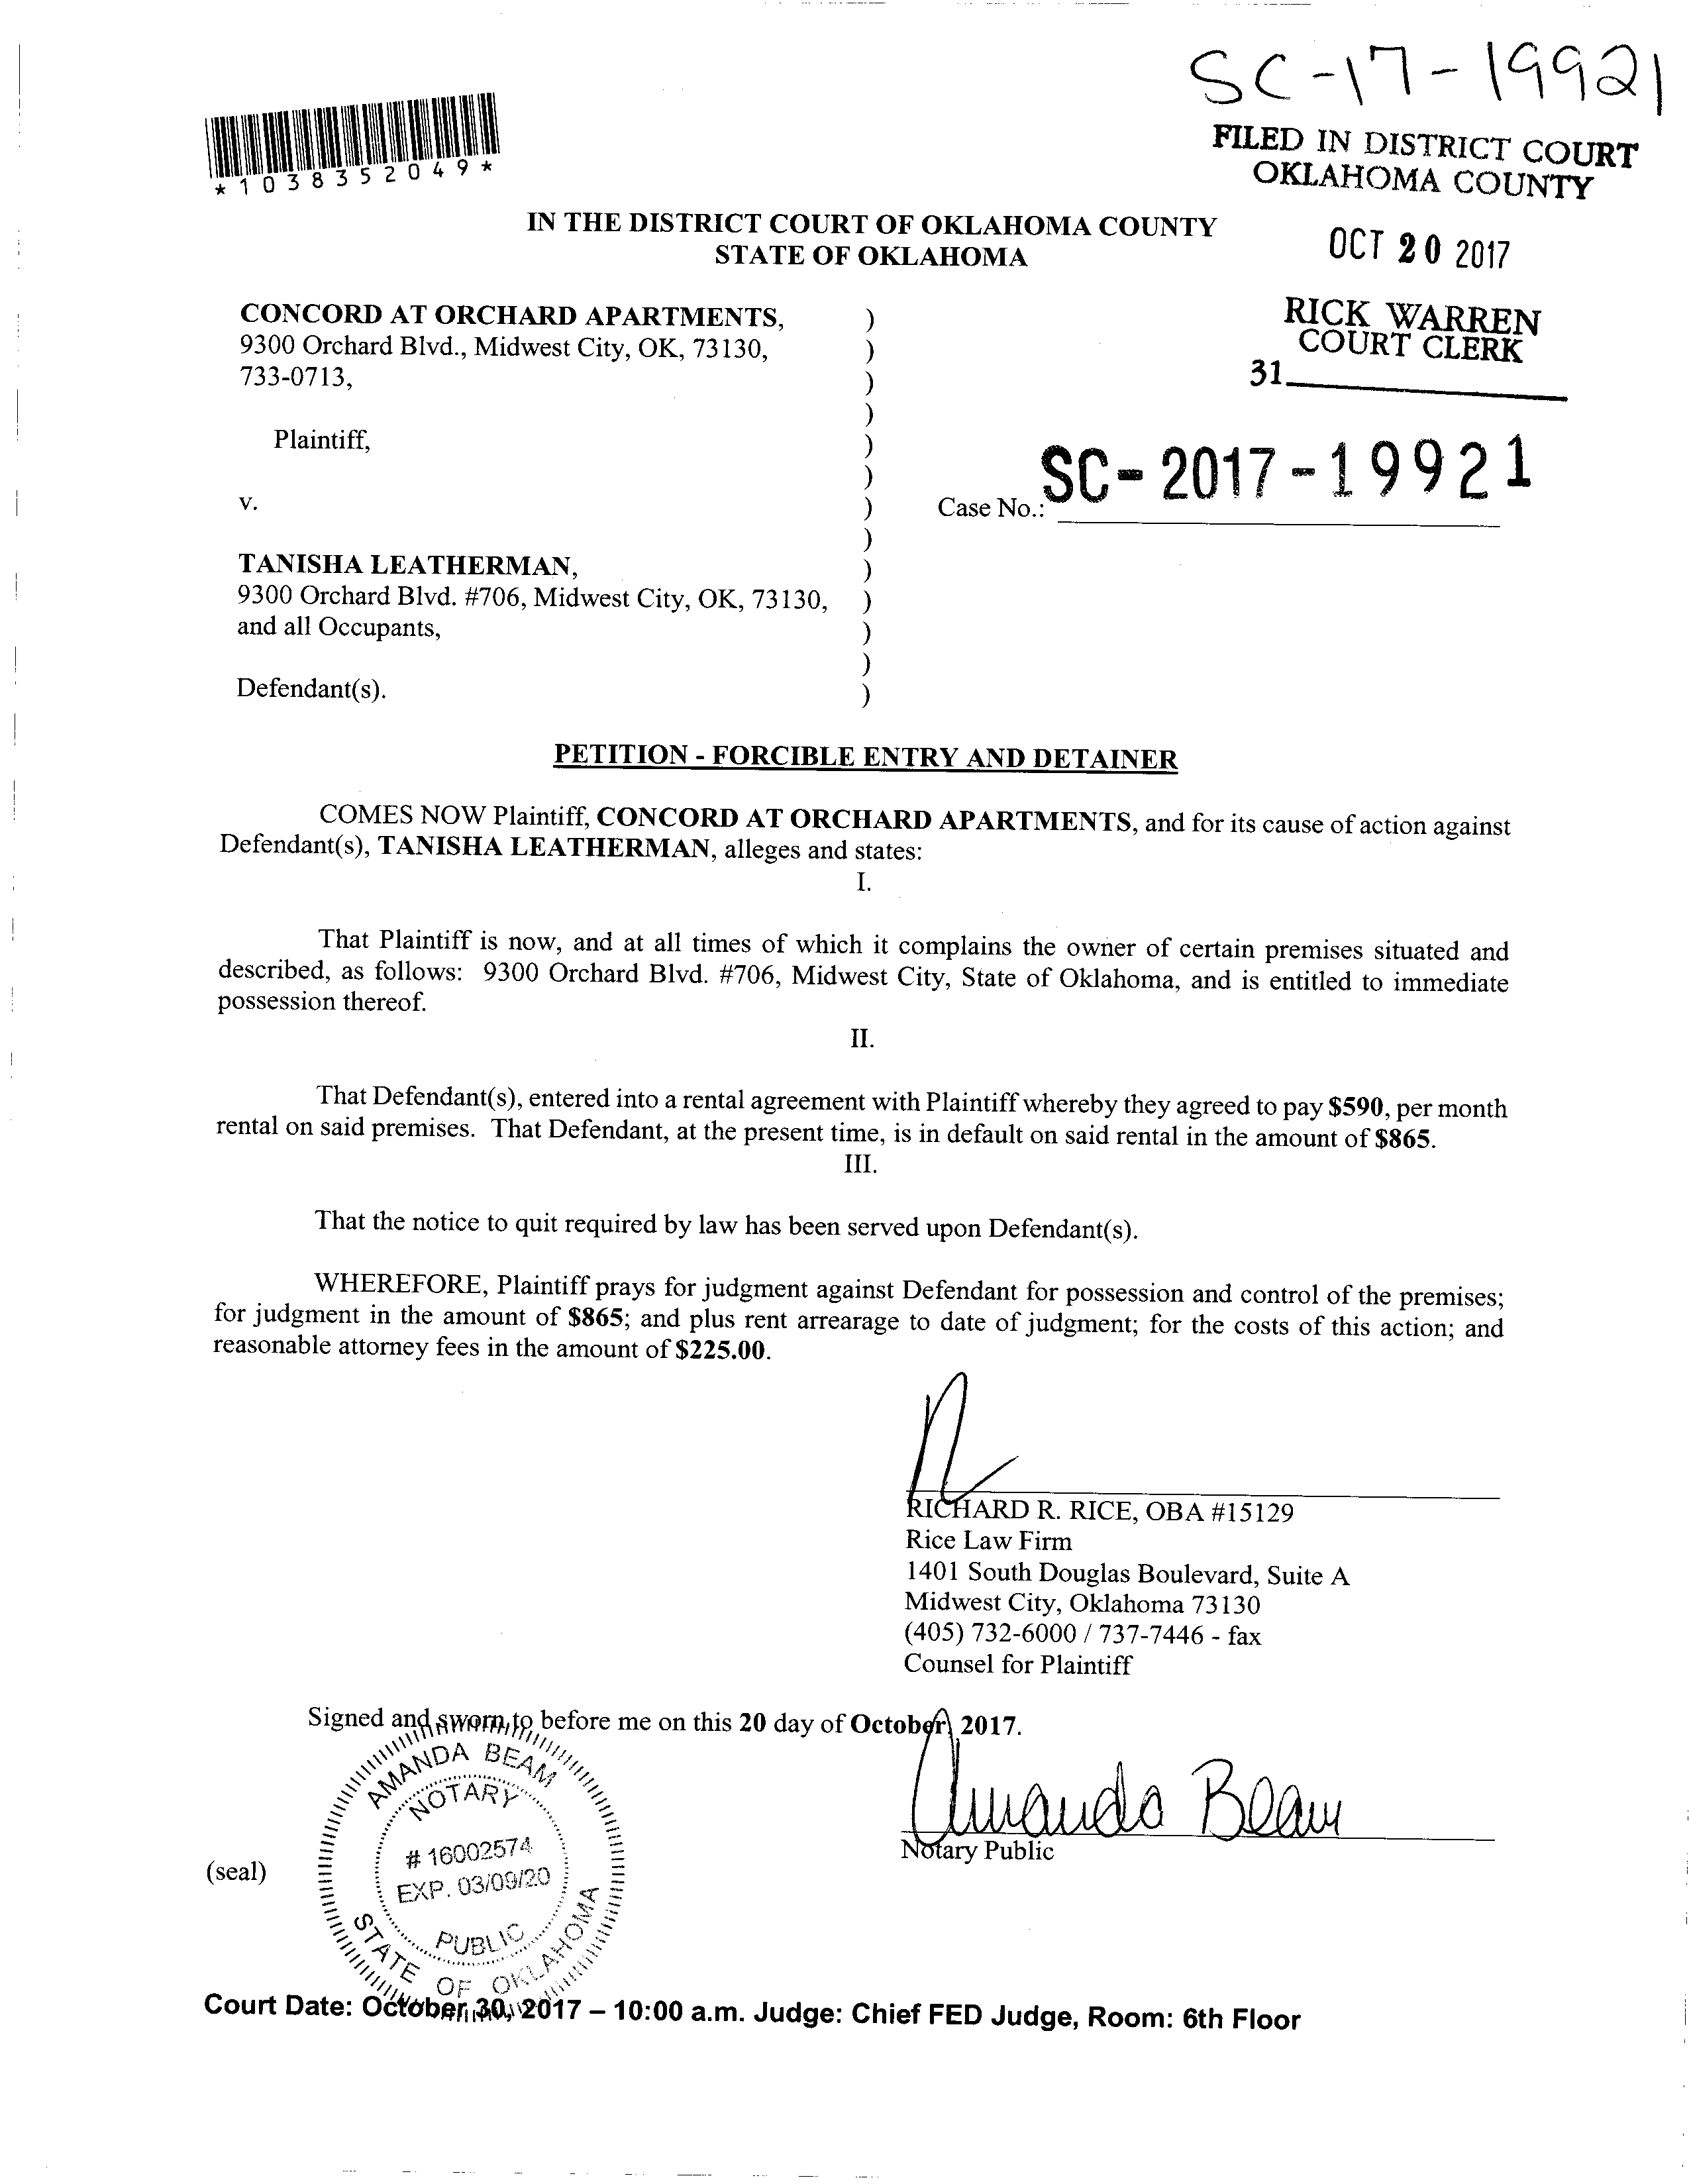 SC-17-19921
*1038352049*
FILED IN DISTRICT COURT
OKLAHOMA COUNTY
IN THE DISTRICT COURT OF OKLAHOMA COUNTY
STATE OF OKLAHOMA
OCT 20 2017
RICK WARREN
COURT CLERK
31
CONCORD AT ORCHARD APARTMENTS, )
9300 Orchard Blvd., Midwest City, OK, 73130, )
733-0713, )
)
Plaintiff, )
)
v. )
Case No.: SC-2017-19921
)
TANISHA LEATHERMAN, )
9300 Orchard Blvd. #706, Midwest City, OK, 73130, )
and all Occupants, )
)
Defendant(s). )
PETITION - FORCIBLE ENTRY AND DETAINER
COMES NOW Plaintiff, CONCORD AT ORCHARD APARTMENTS, and for its cause of action against
Defendant(s), TANISHA LEATHERMAN, alleges and states:
I.
That Plaintiff is now, and at all times of which it complains the owner of certain premises situated and
described, as follows: 9300 Orchard Blvd. #706, Midwest City, State of Oklahoma, and is entitled to immediate
possession thereof.
II.
That Defendant(s), entered into a rental agreement with Plaintiff whereby they agreed to pay $590, per month
rental on said premises. That Defendant, at the present time, is in default on said rental in the amount of $865.
III.
That the notice to quit required by law has been served upon Defendant(s).
WHEREFORE, Plaintiff prays for judgment against Defendant for possession and control of the premises;
for judgment in the amount of $865; and plus rent arrearage to date of judgment; for the costs of this action; and
reasonable attorney fees in the amount of $225.00.
RICHARD R. RICE, OBA #15129
Rice Law Firm
1401 South Douglas Boulevard, Suite A
Midwest City, Oklahoma 73130
(405) 732-6000 / 737-7446 - fax
Counsel for Plaintiff
Signed and sworn to before me on this 20 day of October, 2017.
Amanda Beam
Notary Public
(seal)
AMANDA BEAM
NOTARY
# 16002574
EXP. 03/09/20
PUBLIC
STATE OF OKLAHOMA
Court Date: October 30, 2017 – 10:00 a.m. Judge: Chief FED Judge, Room: 6th Floor